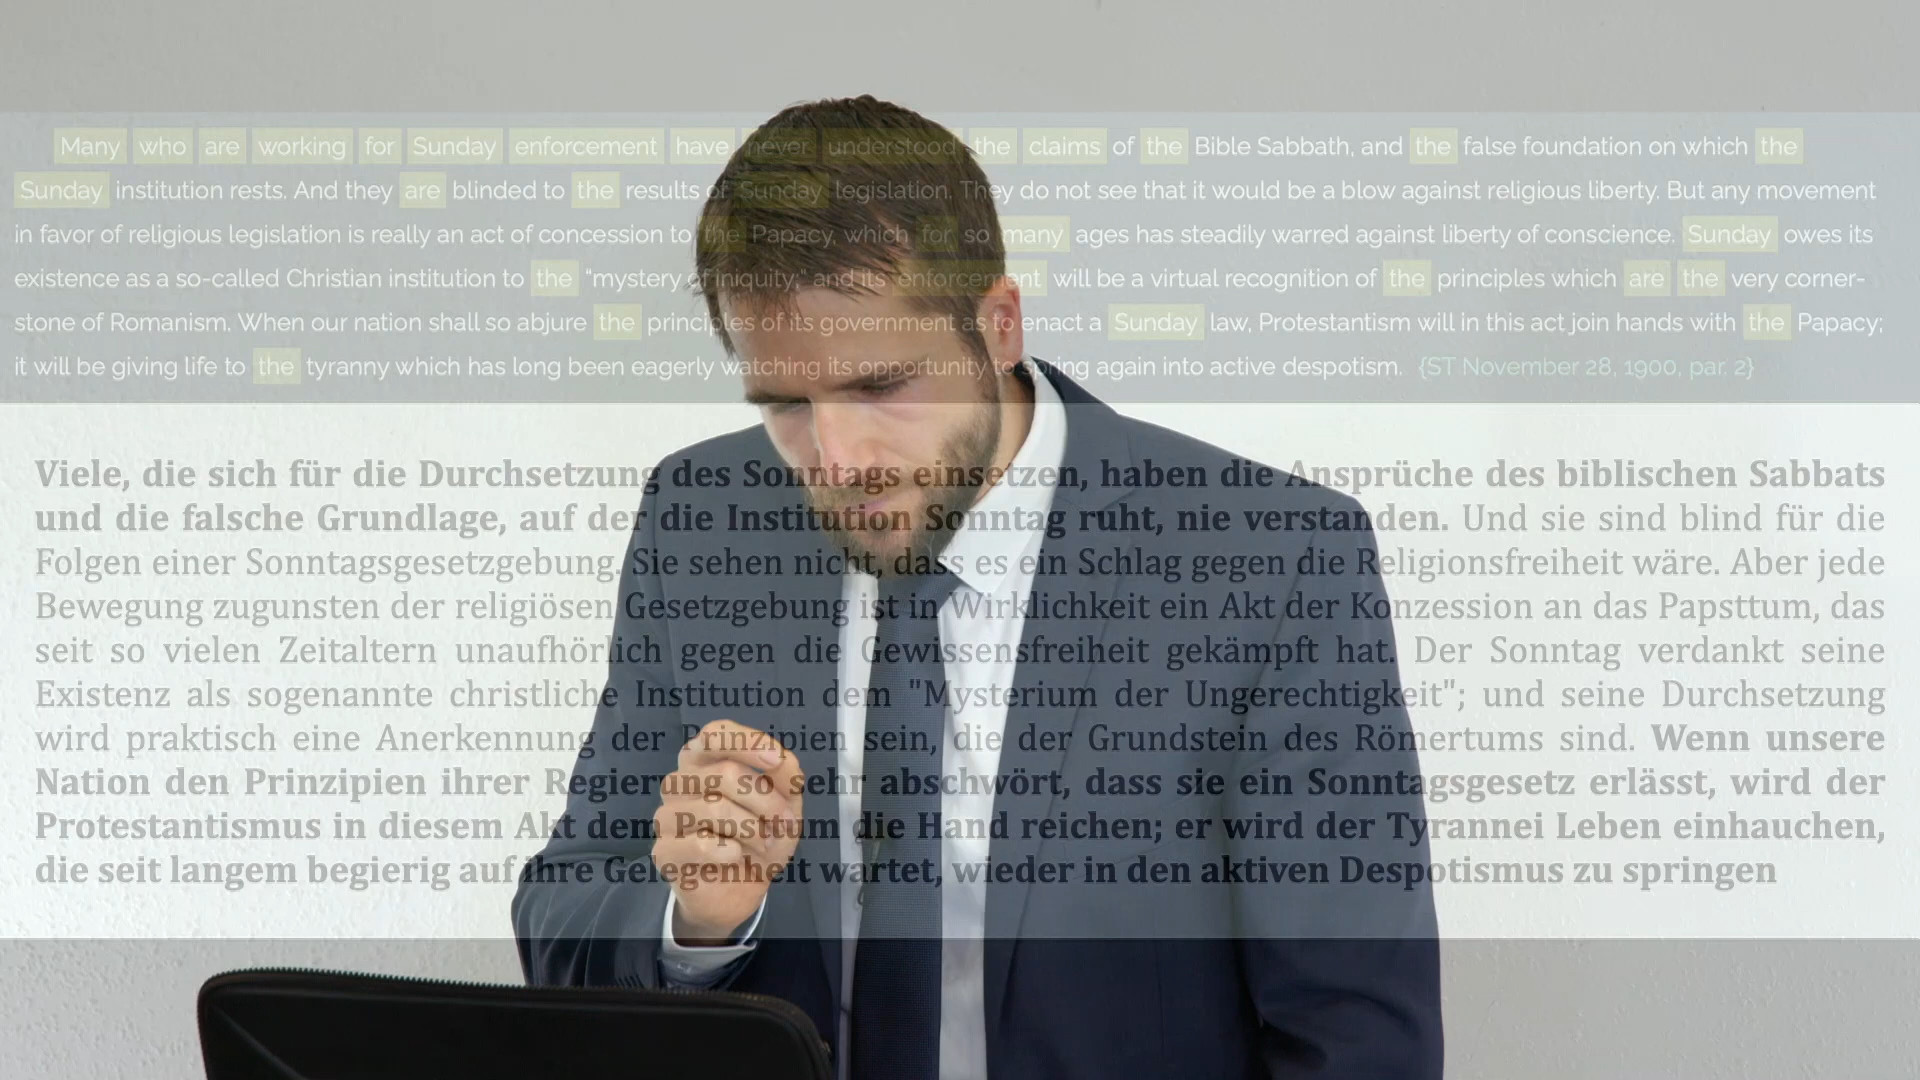 Many who are working for Sunday enforcement have never understood the claims of the Bible Sabbath, and the false foundation on which the
Sunday institution rests. And they are blinded to the results of Sunday legislation. They do not see that it would be a blow against religious liberty. But any movement
in favor of religious legislation is really an act of concession to the Papacy, which for so many ages has steadily warred against liberty of conscience. Sunday owes its
existence as a so-called Christian institution to the "mystery of iniquity;" and its enforcement will be a virtual recognition of the principles which are the very corner-
stone of Romanism. When our nation shall so abjure the principles of its government as to enact a Sunday law, Protestantism will in this act join hands with the Papacy;
it will be giving life to the tyranny which has long been eagerly watching its opportunity to spring again into active despotism. {ST November 28, 1900, par. 2}
Viele, die sich für die Durchsetzung des Sonntags einsetzen, haben die Ansprüche des biblischen Sabbats
und die falsche Grundlage, auf der die Institution Sonntag ruht, nie verstanden. Und sie sind blind für die
Folgen einer Sonntagsgesetzgebung. Sie sehen nicht, dass es ein Schlag gegen die Religionsfreiheit wäre. Aber jede
Bewegung zugunsten der religiösen Gesetzgebung ist in Wirklichkeit ein Akt der Konzession an das Papsttum, das
seit so vielen Zeitaltern unaufhörlich gegen die Gewissensfreiheit gekämpft hat. Der Sonntag verdankt seine
Existenz als sogenannte christliche Institution dem "Mysterium der Ungerechtigkeit"; und seine Durchsetzung
wird praktisch eine Anerkennung der Prinzipien sein, die der Grundstein des Römertums sind. Wenn unsere
Nation den Prinzipien ihrer Regierung so sehr abschwört, dass sie ein Sonntagsgesetz erlässt, wird der
Protestantismus in diesem Akt dem Papsttum die Hand reichen; er wird der Tyrannei Leben einhauchen,
die seit langem begierig auf ihre Gelegenheit wartet, wieder in den aktiven Despotismus zu springen